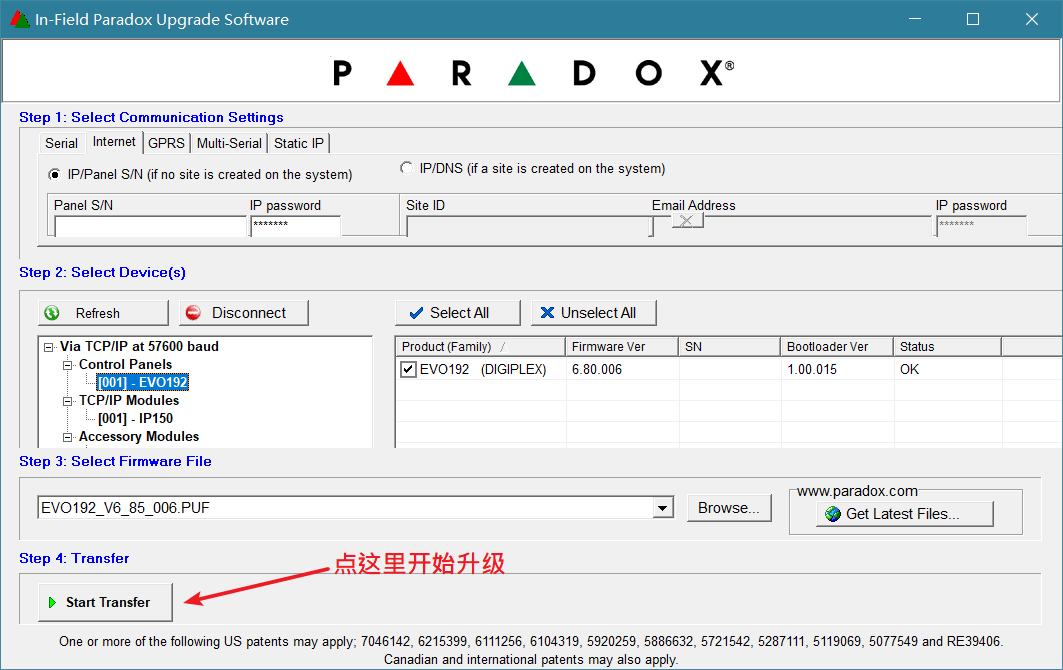 In-Field Paradox Upgrade Software
PARADOX®
Step 1: Select Communication Settings
Serial Internet GPRS Multi-Serial Static IP
IP/Panel S/N (if no site is created on the system) IP/DNS (if a site is created on the system)
Panel S/N IP password Site ID Email Address IP password
******* *******
Step 2: Select Device(s)
Refresh Disconnect Select All Unselect All
Via TCP/IP at 57600 baud
Control Panels
[001] - EVO192
TCP/IP Modules
[001] - IP150
Accessory Modules
Product (Family) / Firmware Ver SN Bootloader Ver Status
EVO192 (DIGIPLEX) 6.80.006 1.00.015 OK
Step 3: Select Firmware File
EVO192_V6_85_006.PUF Browse... www.paradox.com
Get Latest Files...
Step 4: Transfer
点这里开始升级
Start Transfer
One or more of the following US patents may apply; 7046142, 6215399, 6111256, 6104319, 5920259, 5886632, 5721542, 5287111, 5119069, 5077549 and RE39406.
Canadian and international patents may also apply.